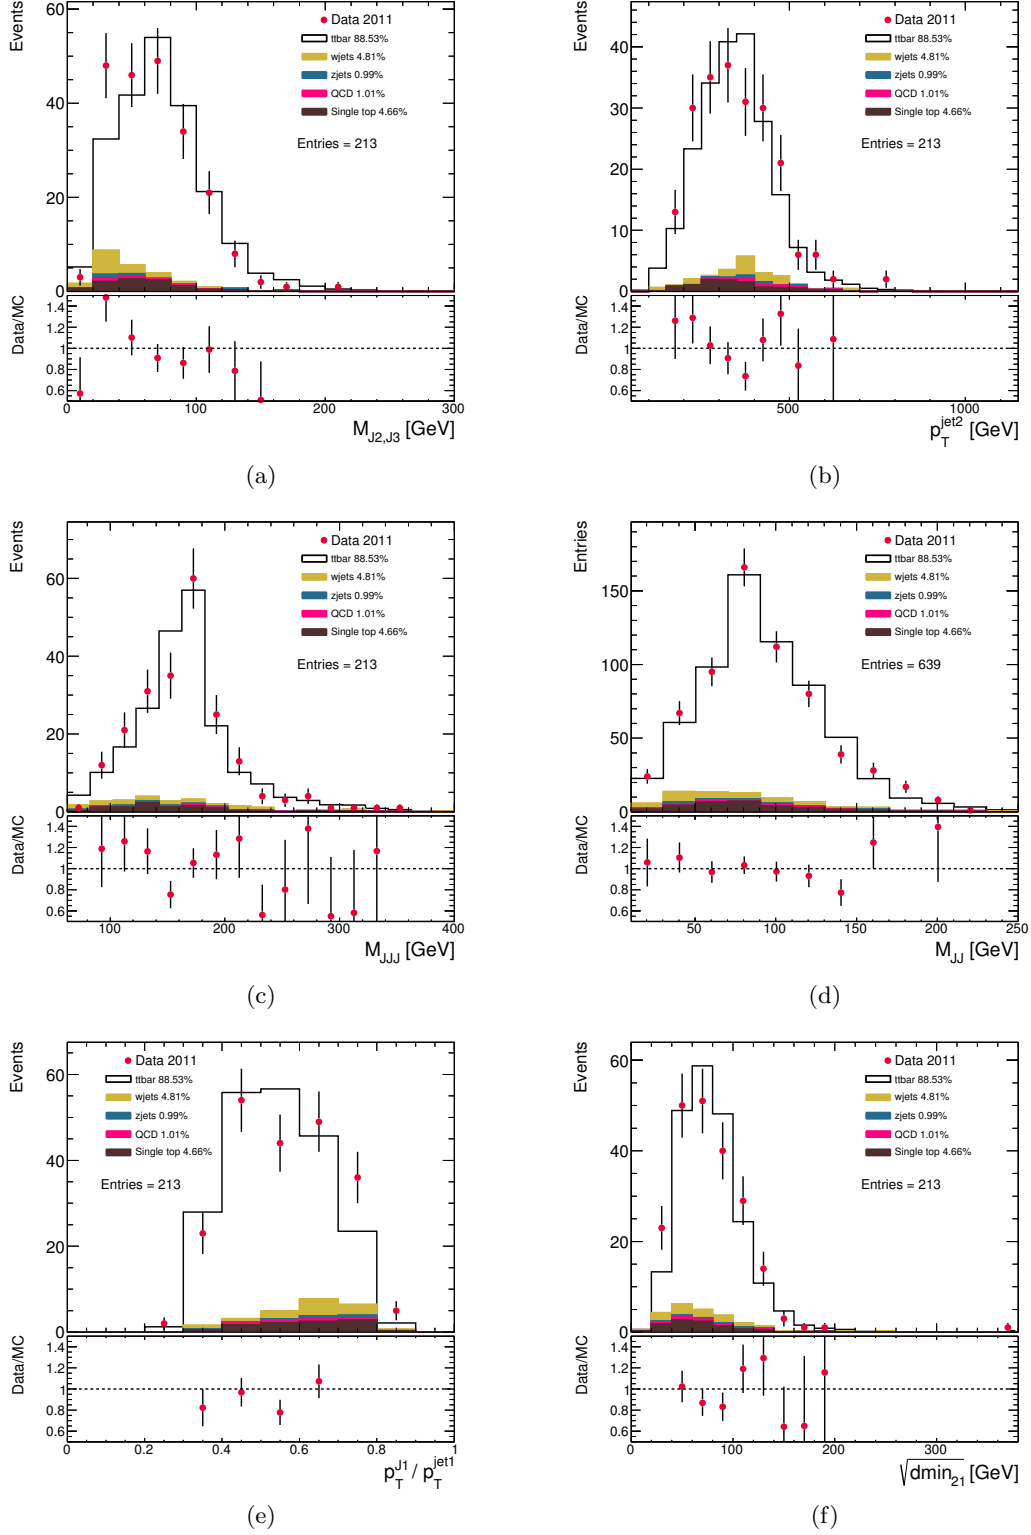 Events
60
40
20
0
Data 2011
ttbar 88.53%
wjets 4.81%
zjets 0.99%
QCD 1.01%
Single top 4.66%
Entries = 213
Data/MC
1.4
1.2
1
0.8
0.6
0 100 200 300
M_J2,J3 [GeV]
(a)
Events
40
30
20
10
0
Data 2011
ttbar 88.53%
wjets 4.81%
zjets 0.99%
QCD 1.01%
Single top 4.66%
Entries = 213
Data/MC
1.4
1.2
1
0.8
0.6
500 1000
p_T^jet2 [GeV]
(b)
Events
60
40
20
0
Data 2011
ttbar 88.53%
wjets 4.81%
zjets 0.99%
QCD 1.01%
Single top 4.66%
Entries = 213
Data/MC
1.4
1.2
1
0.8
0.6
100 200 300 400
M_JJJ [GeV]
(c)
Entries
150
100
50
0
Data 2011
ttbar 88.53%
wjets 4.81%
zjets 0.99%
QCD 1.01%
Single top 4.66%
Entries = 639
Data/MC
1.4
1.2
1
0.8
0.6
50 100 150 200 250
M_JJ [GeV]
(d)
Events
60
40
20
0
Data 2011
ttbar 88.53%
wjets 4.81%
zjets 0.99%
QCD 1.01%
Single top 4.66%
Entries = 213
Data/MC
1.4
1.2
1
0.8
0.6
0 0.2 0.4 0.6 0.8 1
p_T^J1 / p_T^jet1
(e)
Events
60
40
20
0
Data 2011
ttbar 88.53%
wjets 4.81%
zjets 0.99%
QCD 1.01%
Single top 4.66%
Entries = 213
Data/MC
1.4
1.2
1
0.8
0.6
0 100 200 300
√dmin_21 [GeV]
(f)